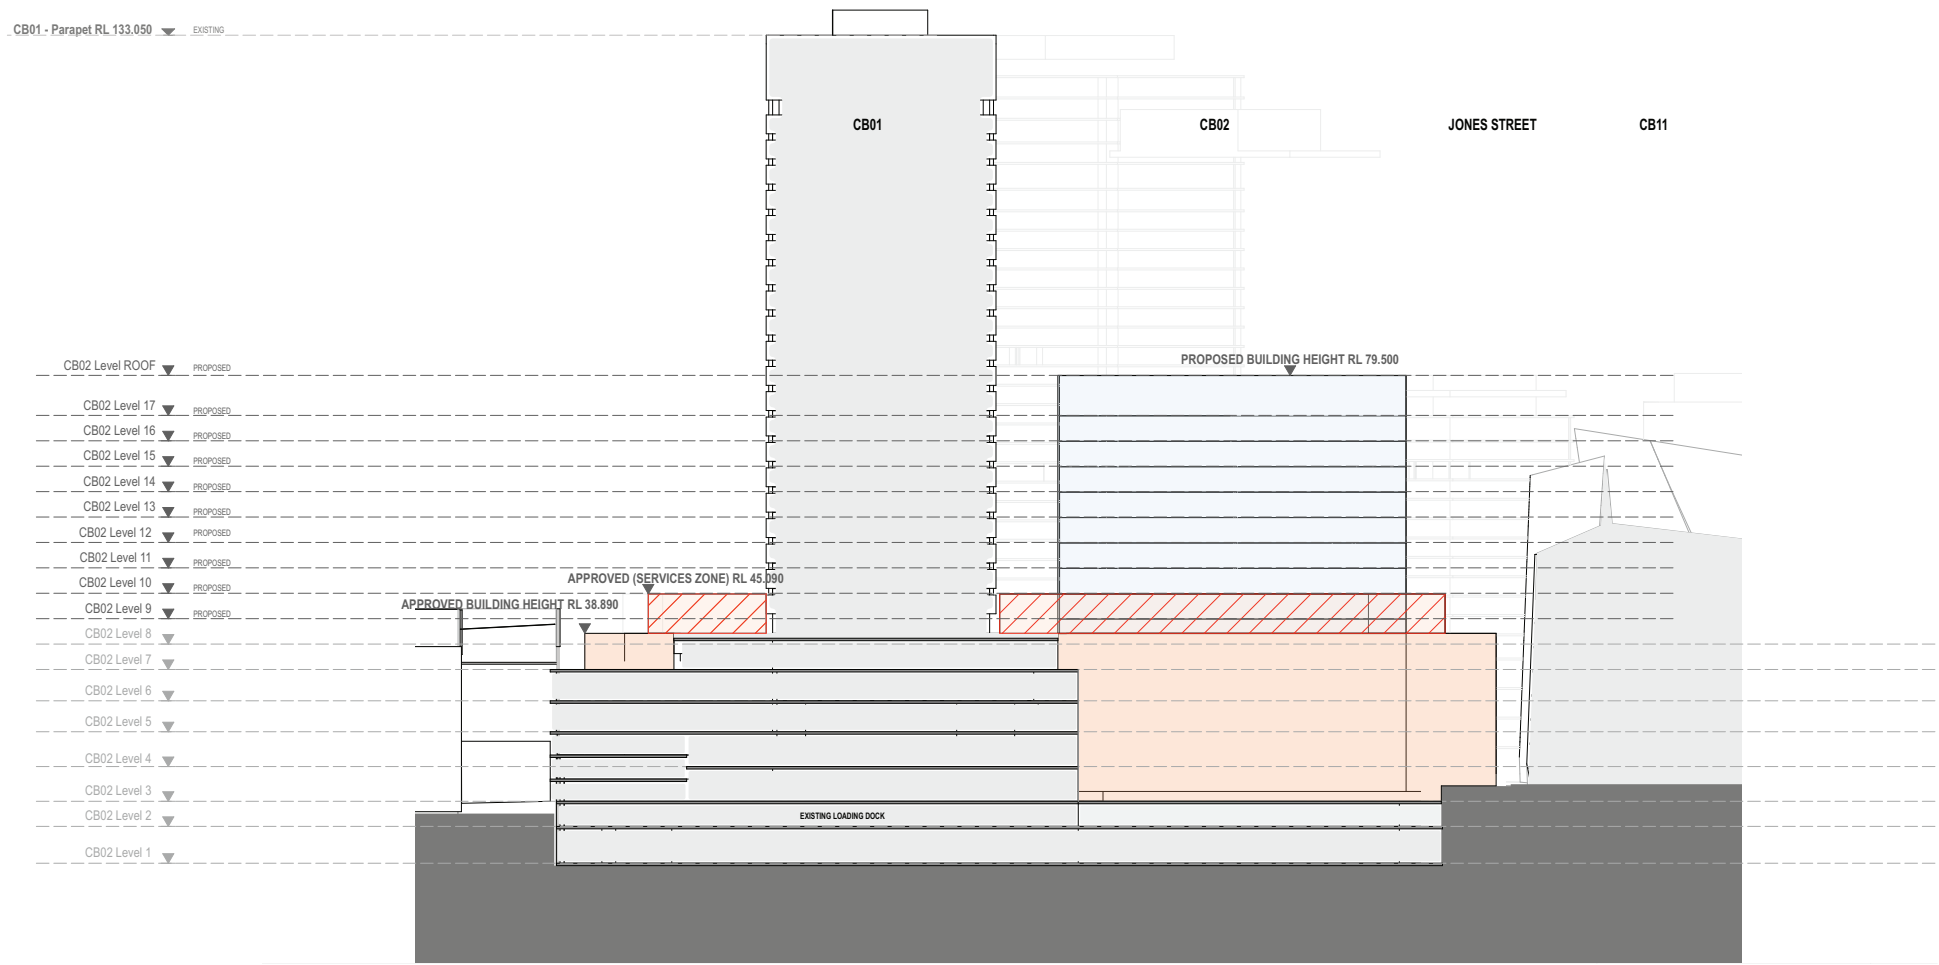 CB01 - Parapet RL 133.050 EXISTING
CB01
CB02
JONES STREET
CB11
PROPOSED BUILDING HEIGHT RL 79.500
CB02 Level ROOF PROPOSED
CB02 Level 17 PROPOSED
CB02 Level 16 PROPOSED
CB02 Level 15 PROPOSED
CB02 Level 14 PROPOSED
CB02 Level 13 PROPOSED
CB02 Level 12 PROPOSED
CB02 Level 11 PROPOSED
APPROVED (SERVICES ZONE) RL 45.090
CB02 Level 10 PROPOSED
APPROVED BUILDING HEIGHT RL 38.890
CB02 Level 9 PROPOSED
CB02 Level 8
CB02 Level 7
CB02 Level 6
CB02 Level 5
CB02 Level 4
CB02 Level 3
CB02 Level 2
EXISTING LOADING DOCK
CB02 Level 1